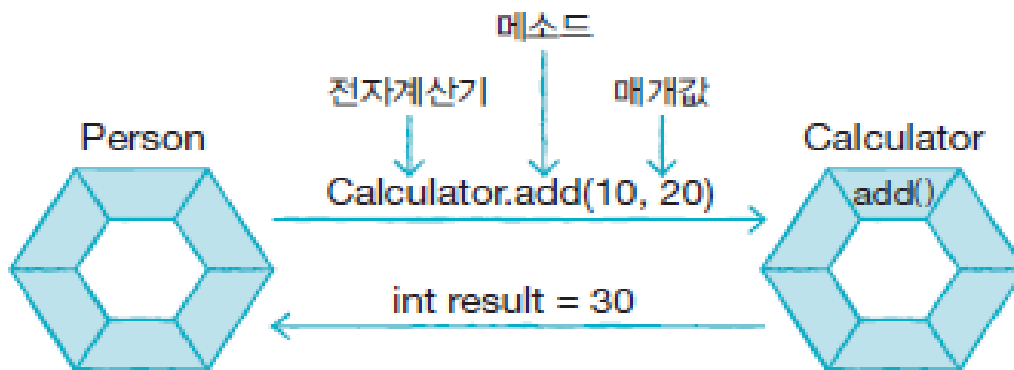 메소드
전자계산기
매개값
Person
Calculator
Calculator.add(10, 20)
add()
int result = 30